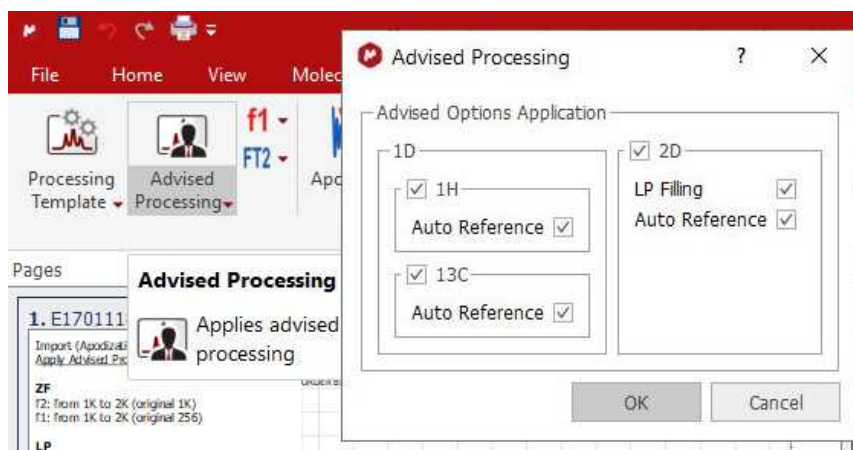 File Home View Molec
Processing Template
Advised Processing
f1
FT2
Apo
Pages
Advised Processing
Applies advised
processing
1. E170111
Import (Apodizati
Apply Advised Pro
ZF
f2: from 1K to 2K (original 1K)
f1: from 1K to 2K (original 256)
LP
Advised Processing ?
Advised Options Application
1D
1H
Auto Reference
13C
Auto Reference
2D
LP Filling
Auto Reference
OK Cancel